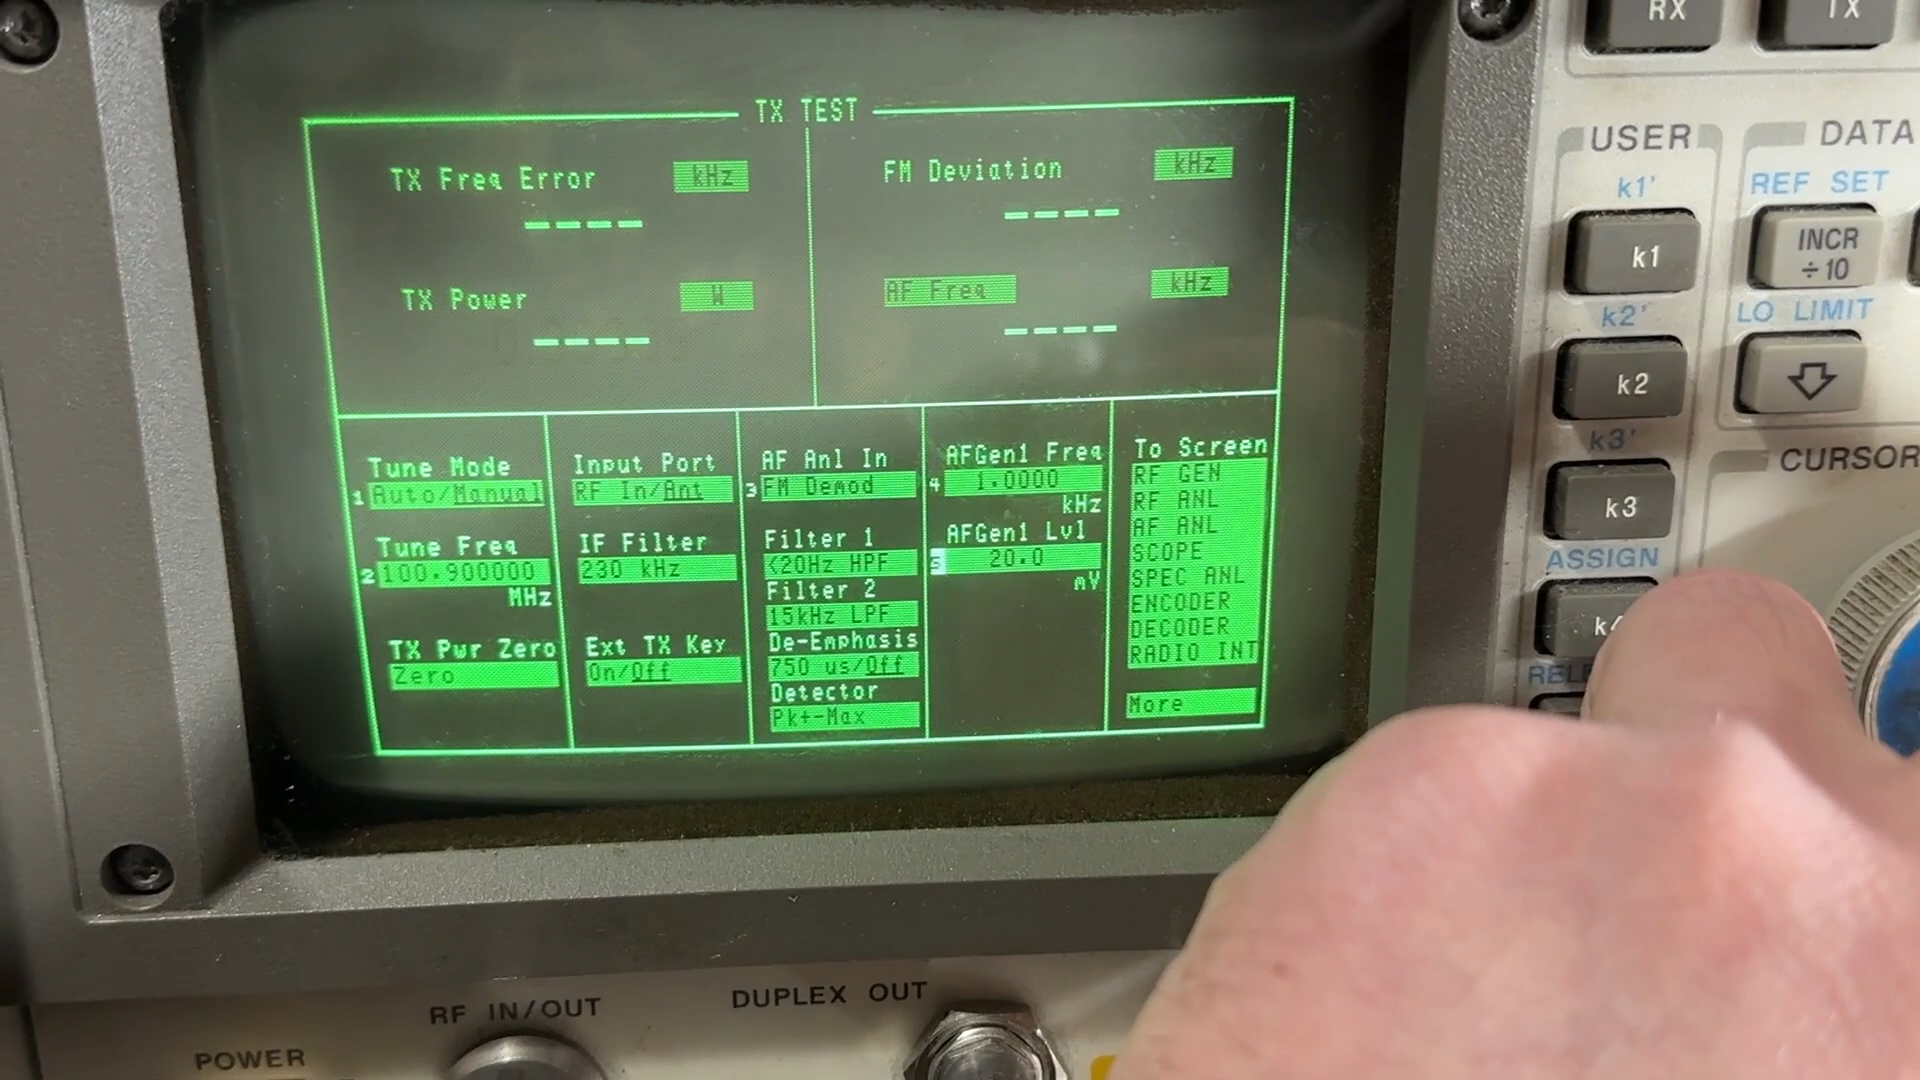 TX TEST
TX Freq Error kHz
----
TX Power W
----
FM Deviation kHz
----
AF Freq kHz
----
Tune Mode
1 Auto/Manual
Tune Freq
2 100.900000
MHz
TX Pwr Zero
Zero
Input Port
RF In/Ant
IF Filter
230 kHz
Ext TX Key
On/Off
AF Anl In
3 FM Demod
Filter 1
<20Hz HPF
Filter 2
15kHz LPF
De-Emphasis
750 us/Off
Detector
Pk+-Max
AFGen1 Freq
4 1.0000
kHz
AFGen1 Lvl
5 20.0
mV
To Screen
RF GEN
RF ANL
AF ANL
SCOPE
SPEC ANL
ENCODER
DECODER
RADIO INT
More
RX
TX
USER
k1'
k1
k2'
k2
k3'
k3
ASSIGN
k4
DATA
REF SET
INCR
÷10
LO LIMIT
CURSOR
RF IN/OUT
DUPLEX OUT
POWER